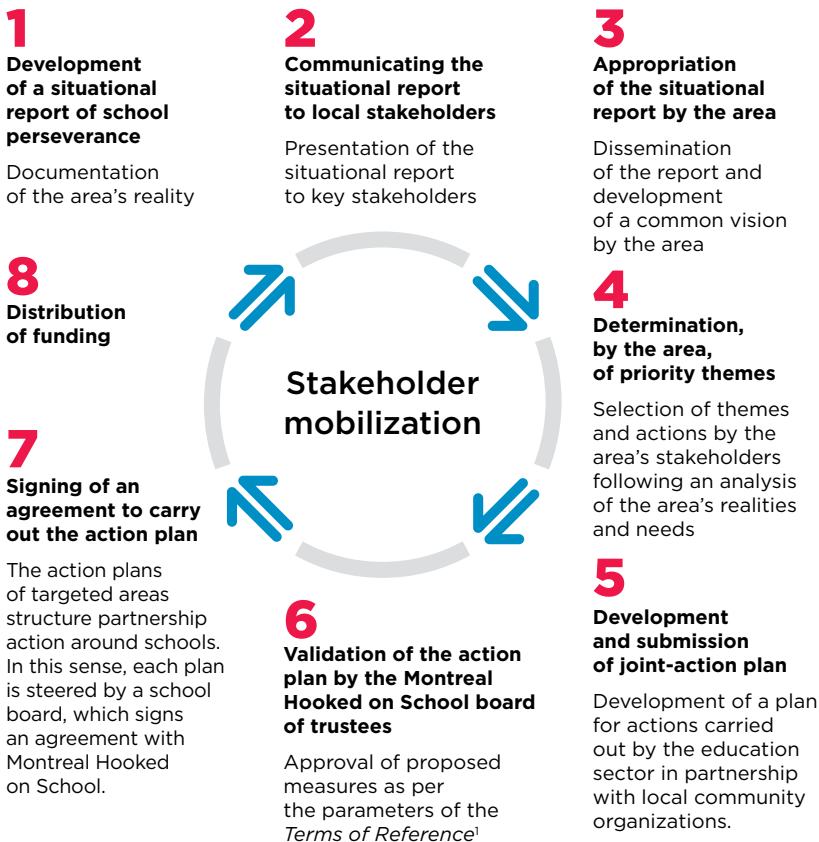 1
Development
of a situational
report of school
perseverance
Documentation
of the area’s reality
2
Communicating the
situational report
to local stakeholders
Presentation of the
situational report
to key stakeholders
3
Appropriation
of the situational
report by the area
Dissemination
of the report and
development
of a common vision
by the area
4
Determination,
by the area,
of priority themes
Selection of themes
and actions by the
area’s stakeholders
following an analysis
of the area’s realities
and needs
5
Development
and submission
of joint-action plan
Development of a plan
for actions carried
out by the education
sector in partnership
with local community
organizations.
6
Validation of the action
plan by the Montreal
Hooked on School board
of trustees
Approval of proposed
measures as per
the parameters of the
Terms of Reference¹
7
Signing of an
agreement to carry
out the action plan
The action plans
of targeted areas
structure partnership
action around schools.
In this sense, each plan
is steered by a school
board, which signs
an agreement with
Montreal Hooked
on School.
8
Distribution
of funding
Stakeholder
mobilization